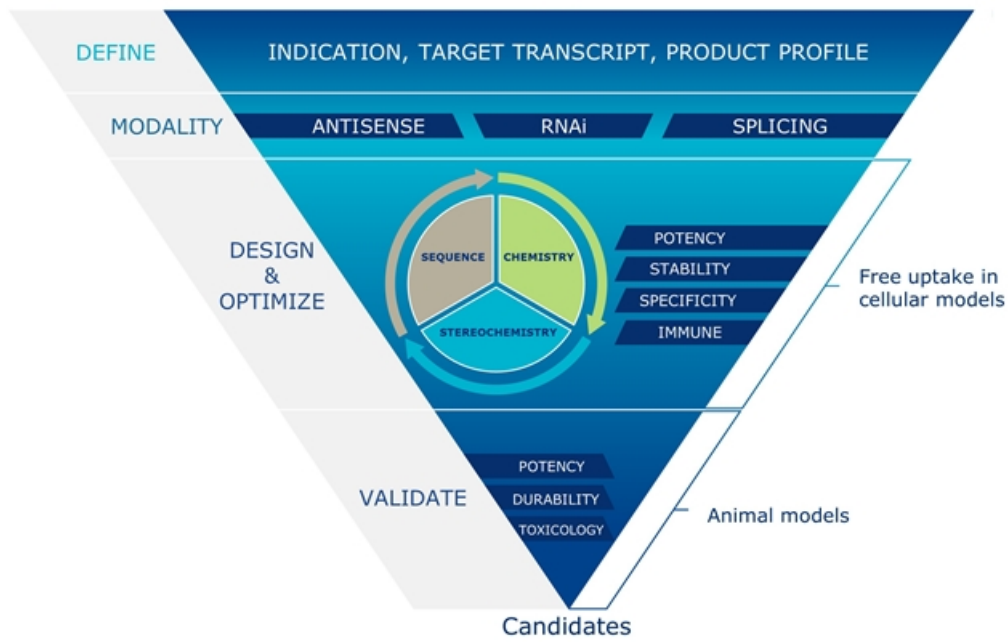 DEFINE
INDICATION, TARGET TRANSCRIPT, PRODUCT PROFILE
MODALITY
ANTISENSE
RNAi
SPLICING
DESIGN
&
OPTIMIZE
SEQUENCE
CHEMISTRY
STEREOCHEMISTRY
POTENCY
STABILITY
SPECIFICITY
IMMUNE
Free uptake in
cellular models
VALIDATE
POTENCY
DURABILITY
TOXICOLOGY
Animal models
Candidates